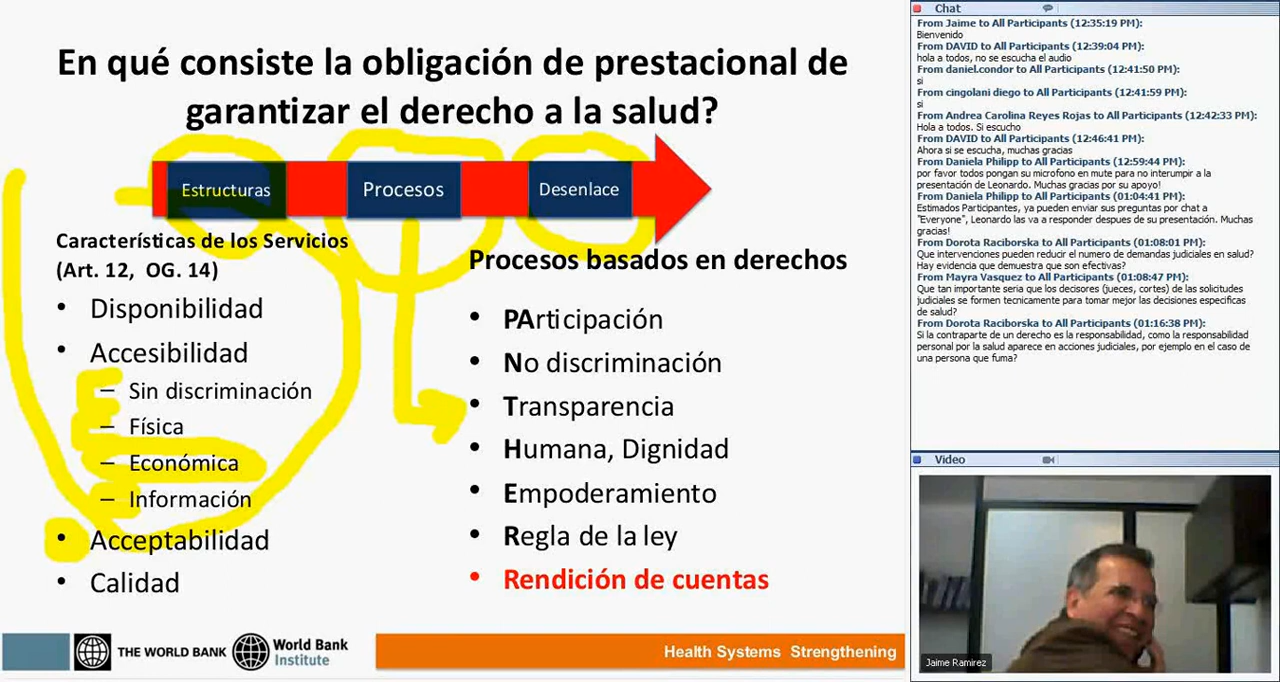 En qué consiste la obligación de prestacional de
garantizar el derecho a la salud?
Estructuras
Procesos
Desenlace
Características de los Servicios
(Art. 12, OG. 14)
• Disponibilidad
• Accesibilidad
– Sin discriminación
– Física
– Económica
– Información
• Acceptabilidad
• Calidad
Procesos basados en derechos
• PArticipación
• No discriminación
• Transparencia
• Humana, Dignidad
• Empoderamiento
• Regla de la ley
• Rendición de cuentas
THE WORLD BANK
World Bank
Institute
Health Systems Strengthening
Chat
From Jaime to All Participants (12:35:19 PM):
Bienvenido
From DAVID to All Participants (12:39:04 PM):
hola a todos, no se escucha el audio
From daniel.condor to All Participants (12:41:50 PM):
si
From cingolani diego to All Participants (12:41:59 PM):
si
From Andrea Carolina Reyes Rojas to All Participants (12:42:33 PM):
Hola a todos. Si escucho
From DAVID to All Participants (12:46:41 PM):
Ahora si se escucha, muchas gracias
From Daniela Philipp to All Participants (12:59:44 PM):
por favor todos pongan su microfono en mute para no interumpir a la
presentación de Leonardo. Muchas gracias por su apoyo!
From Daniela Philipp to All Participants (01:04:41 PM):
Estimados Participantes, ya pueden enviar sus preguntas por chat a
"Everyone", Leonardo las va a responder despues de su presentación. Muchas
gracias!
From Dorota Raciborska to All Participants (01:08:01 PM):
Que intervenciones pueden reducir el numero de demandas judiciales en salud?
Hay evidencia que demuestra que son efectivas?
From Mayra Vasquez to All Participants (01:08:47 PM):
Que tan importante seria que los decisores (jueces, cortes) de las solicitudes
judiciales se formen tecnicamente para tomar mejor las decisiones especificas
de salud?
From Dorota Raciborska to All Participants (01:16:38 PM):
Si la contraparte de un derecho es la responsabilidad, como la responsabilidad
personal por la salud aparece en acciones judiciales, por ejemplo en el caso de
una persona que fuma?
Video
Jaime Ramirez